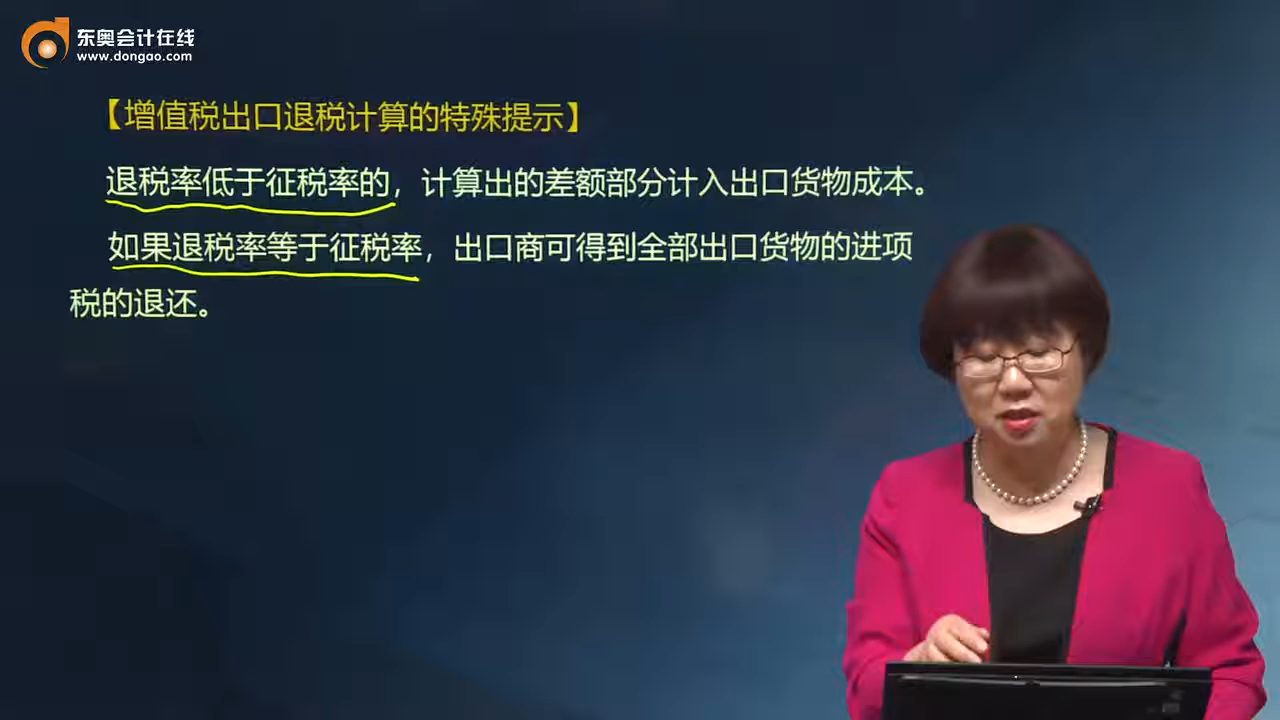 东奥会计在线
www.dongao.com
【增值税出口退税计算的特殊提示】
退税率低于征税率的，计算出的差额部分计入出口货物成本。
如果退税率等于征税率，出口商可得到全部出口货物的进项
税的退还。